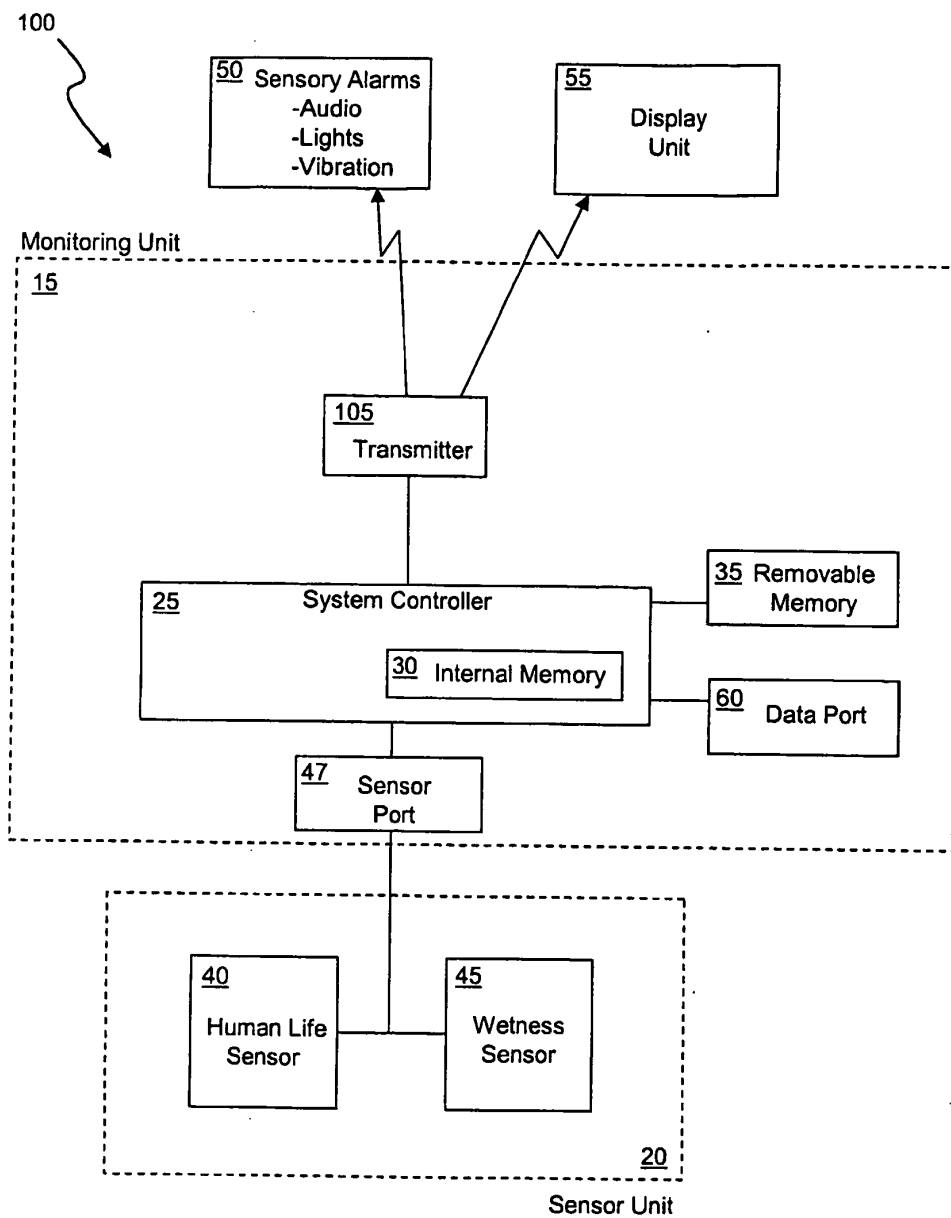 100
50 Sensory Alarms
-Audio
-Lights
-Vibration
55
Display
Unit
Monitoring Unit
15
105
Transmitter
25 System Controller
30 Internal Memory
35 Removable
Memory
60 Data Port
47
Sensor
Port
40
Human Life
Sensor
45
Wetness
Sensor
20
Sensor Unit